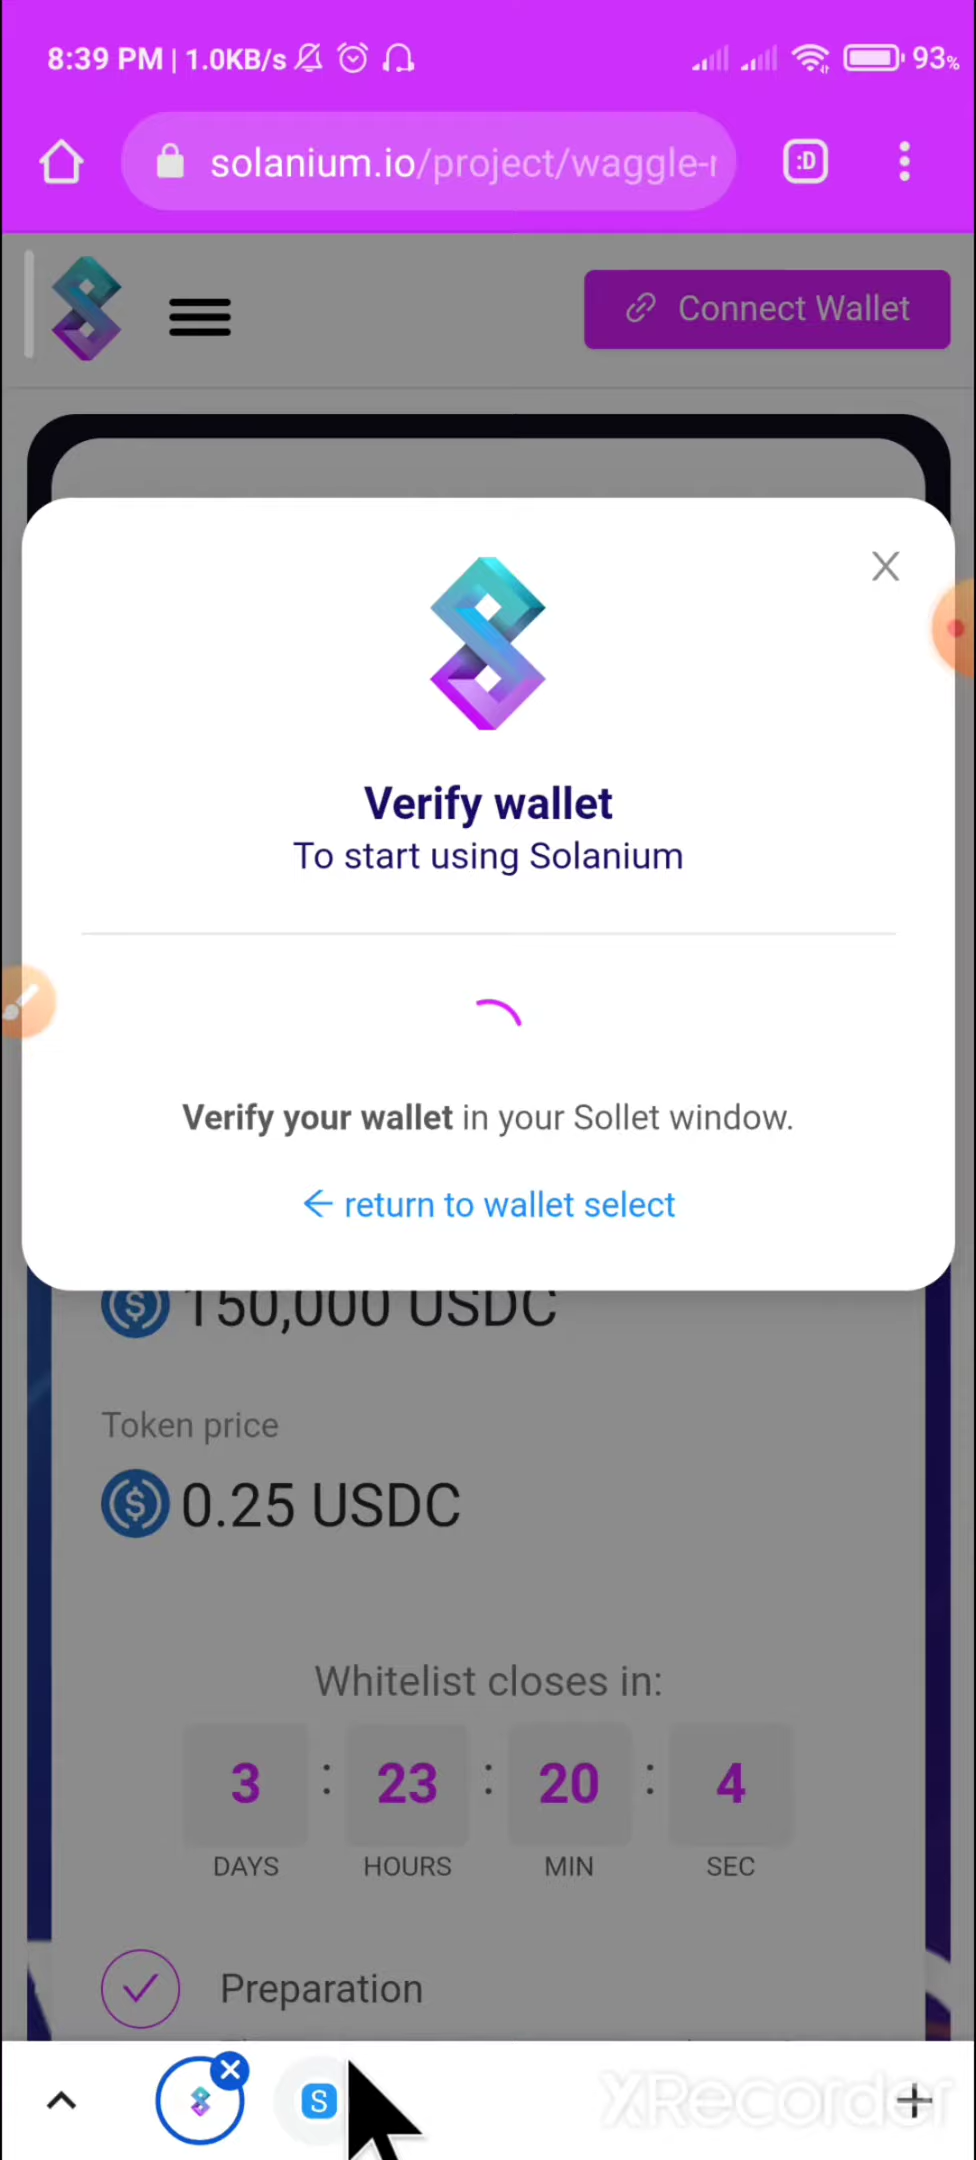 8:39 PM | 1.0KB/s 93%
solanium.io/project/waggle-r :D
Connect Wallet
X
Verify wallet
To start using Solanium
Verify your wallet in your Sollet window.
← return to wallet select
150,000 USDC
Token price
0.25 USDC
Whitelist closes in:
3 : 23 : 20 : 4
DAYS HOURS MIN SEC
Preparation
S
XRecorder